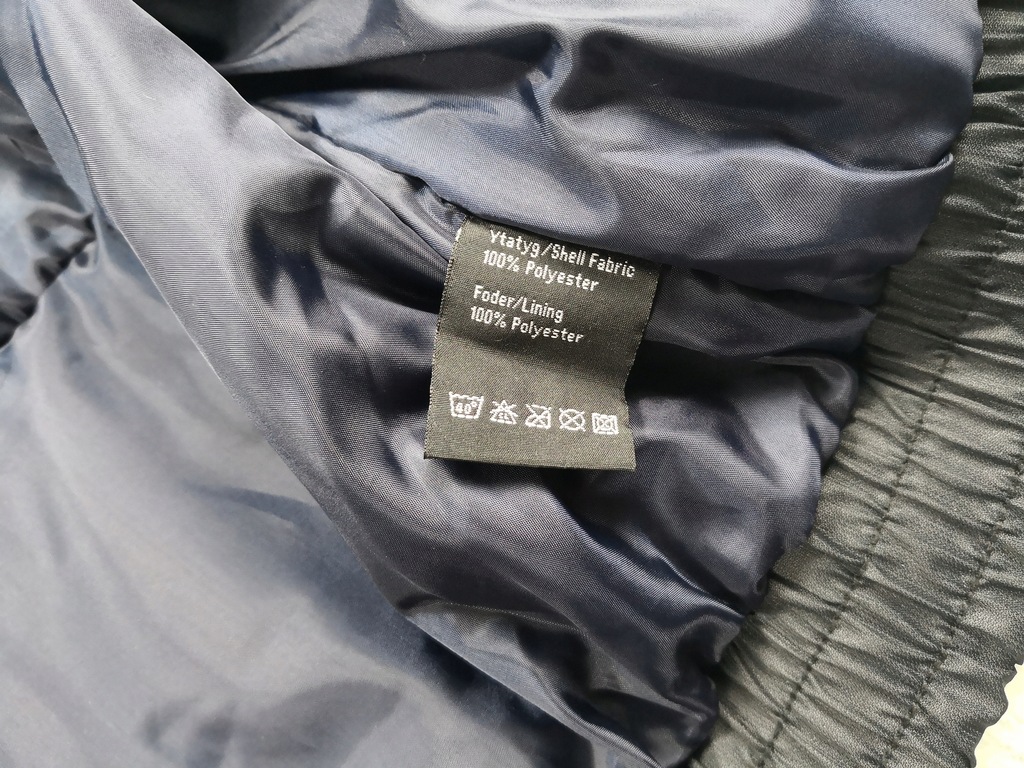 Ytatyg/Shell Fabric
100% Polyester
Foder/Lining
100% Polyester
40°